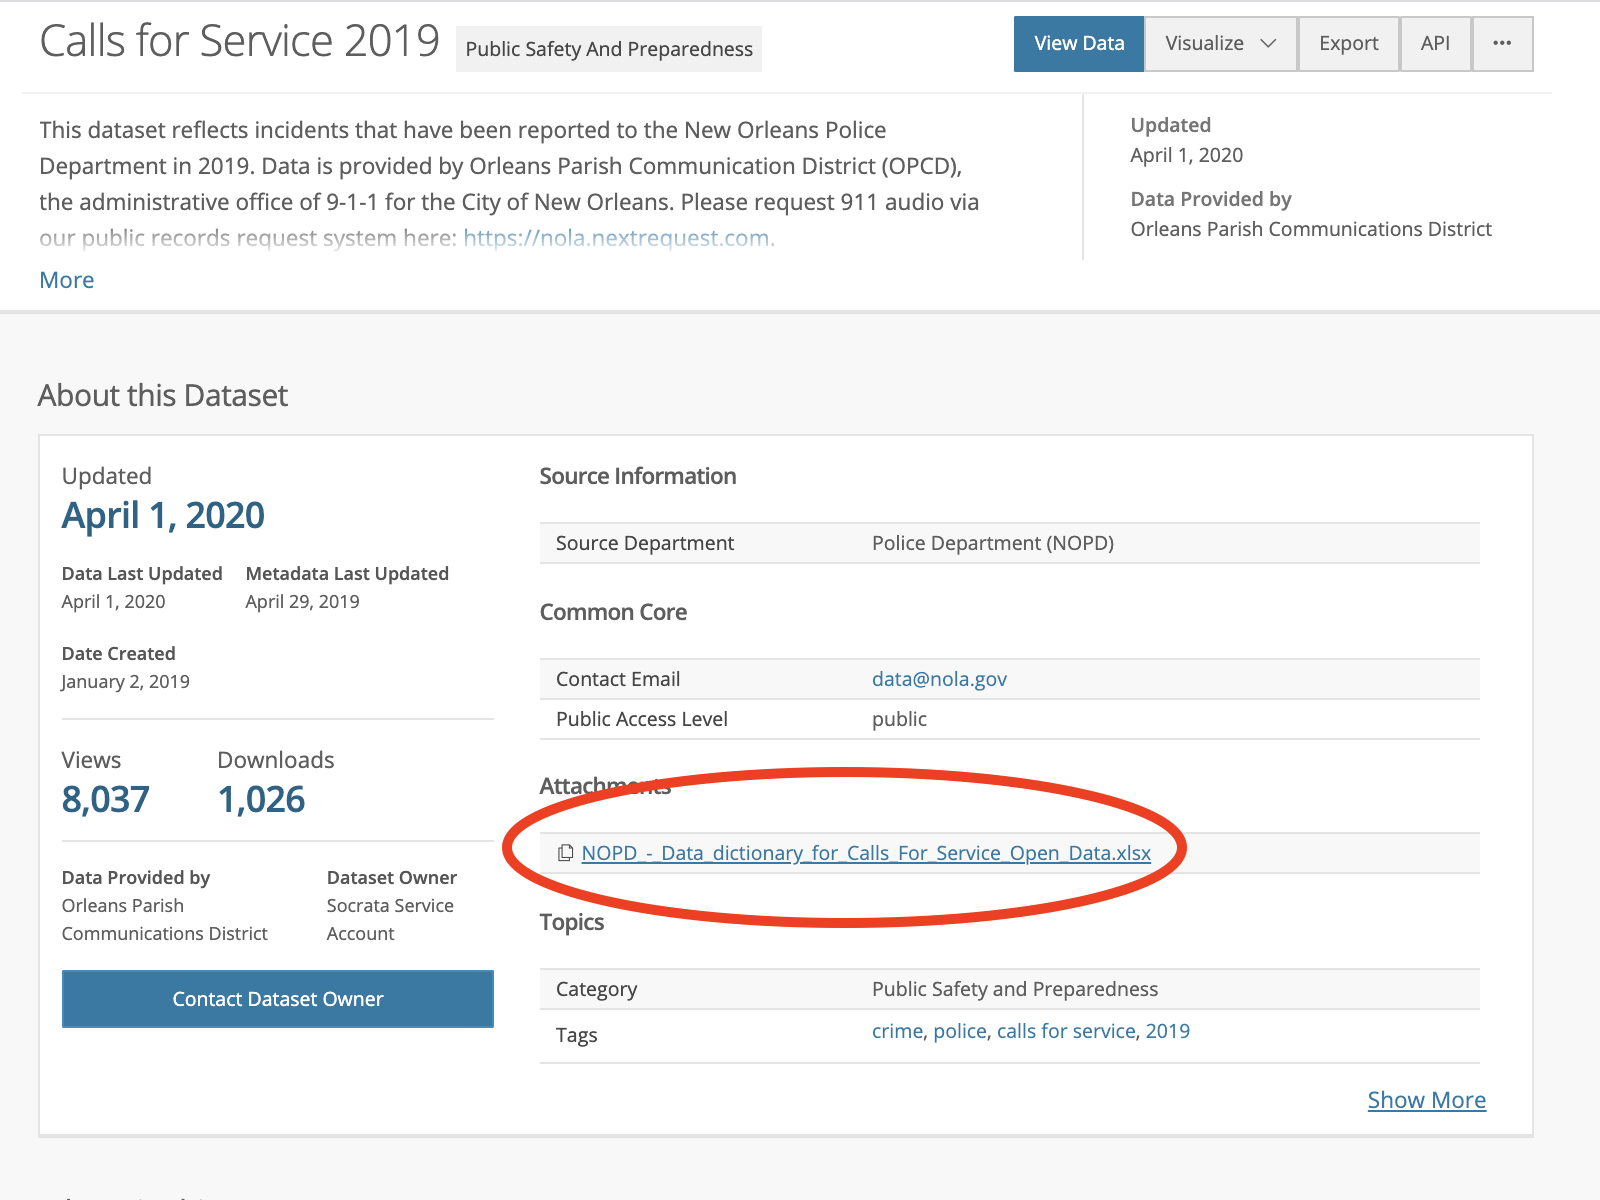 Calls for Service 2019
Public Safety And Preparedness
View Data
Visualize
Export
API
This dataset reflects incidents that have been reported to the New Orleans Police
Department in 2019. Data is provided by Orleans Parish Communication District (OPCD),
the administrative office of 9-1-1 for the City of New Orleans. Please request 911 audio via
our public records request system here: https://nola.nextrequest.com.
More
Updated
April 1, 2020
Data Provided by
Orleans Parish Communications District
About this Dataset
Updated
April 1, 2020
Data Last Updated
April 1, 2020
Metadata Last Updated
April 29, 2019
Date Created
January 2, 2019
Views
8,037
Downloads
1,026
Data Provided by
Orleans Parish
Communications District
Dataset Owner
Socrata Service
Account
Contact Dataset Owner
Source Information
Source Department Police Department (NOPD)
Common Core
Contact Email data@nola.gov
Public Access Level public
Attachments
NOPD_-_Data_dictionary_for_Calls_For_Service_Open_Data.xlsx
Topics
Category Public Safety and Preparedness
Tags crime, police, calls for service, 2019
Show More